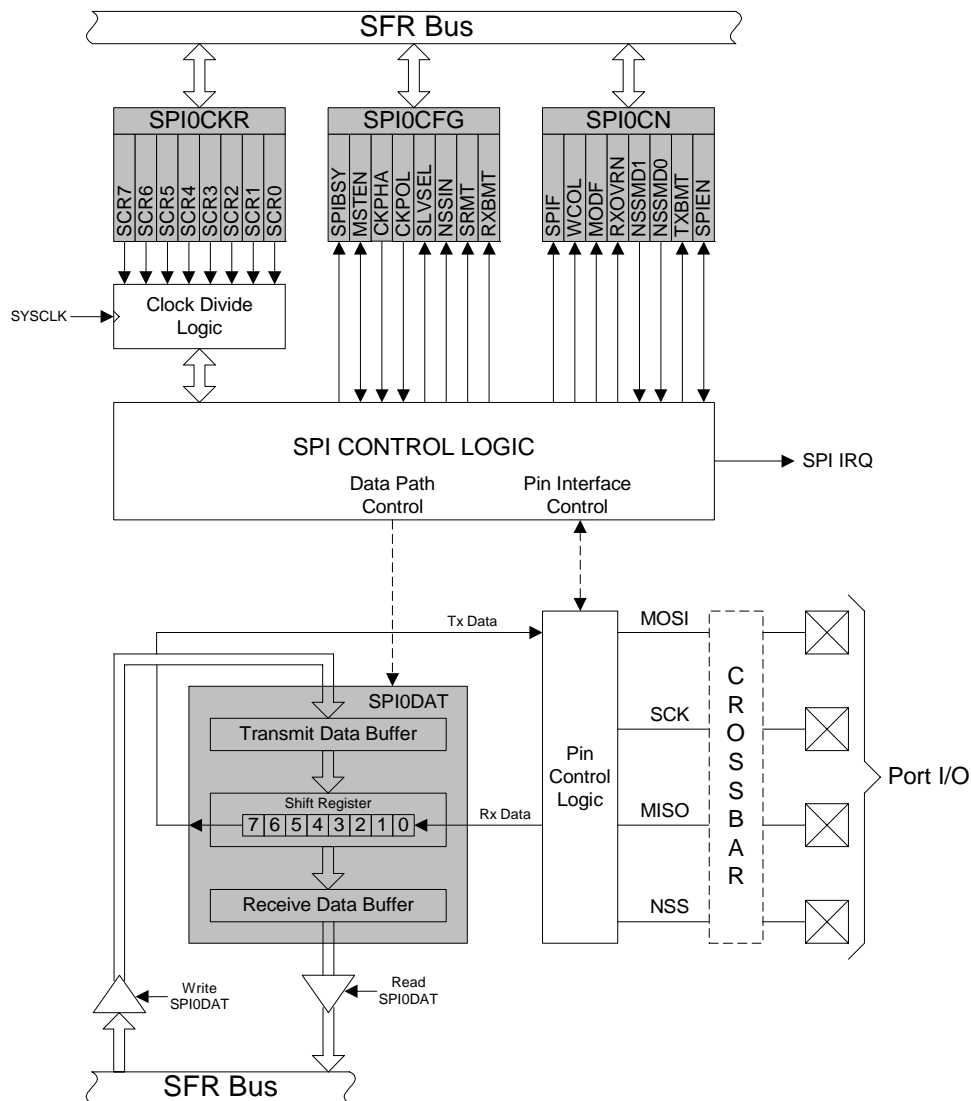 SFR Bus
SPI0CKR
SPI0CFG
SPI0CN
SCR7
SCR6
SCR5
SCR4
SCR3
SCR2
SCR1
SCR0
SPIBSY
MSTEN
CKPHA
CKPOL
SLVSEL
NSSIN
SRMT
RXBMT
SPIF
WCOL
MODF
RXOVRN
NSSMD1
NSSMD0
TXBMT
SPIEN
SYSCLK
Clock Divide
Logic
SPI CONTROL LOGIC
SPI IRQ
Data Path
Control
Pin Interface
Control
Tx Data
MOSI
SPI0DAT
Transmit Data Buffer
SCK
Shift Register
7 6 5 4 3 2 1 0
Rx Data
Pin
Control
Logic
MISO
CROSSBAR
Port I/O
Receive Data Buffer
NSS
Write
SPI0DAT
Read
SPI0DAT
SFR Bus